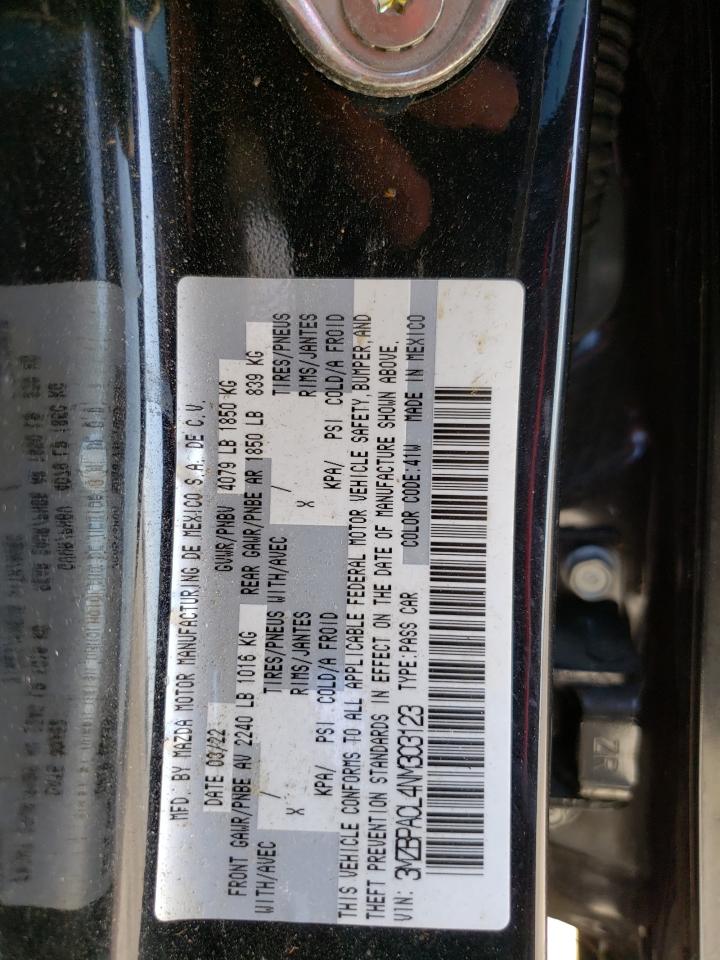 MFD. BY MAZDA MOTOR MANUFACTURING DE MEXICO S.A. DE C.V.
DATE 03/22 GVWR/PNBV 4079 LB 1850 KG
FRONT GAWR/PNBE AV 2240 LB 1016 KG REAR GAWR/PNBE AR 1850 LB 839 KG
WITH/AVEC / TIRES/PNEUS WITH/AVEC / TIRES/PNEUS
X RIMS/JANTES X RIMS/JANTES
KPA/ PSI COLD/A FROID KPA/ PSI COLD/A FROID
THIS VEHICLE CONFORMS TO ALL APPLICABLE FEDERAL MOTOR VEHICLE SAFETY, BUMPER, AND
THEFT PREVENTION STANDARDS IN EFFECT ON THE DATE OF MANUFACTURE SHOWN ABOVE.
VIN: 3MZBPACL4NM303123 TYPE:PASS CAR COLOR CODE:41W MADE IN MEXICO
ZR